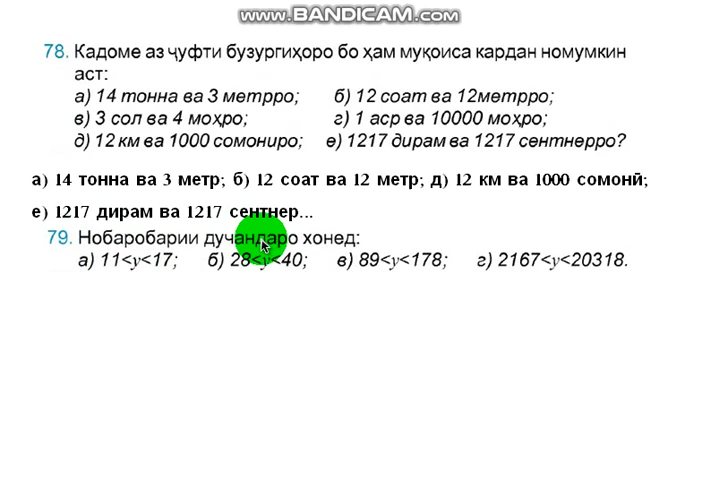 www.BANDICAM.com
78. Кадоме аз ҷуфти бузургиҳоро бо ҳам муқоиса кардан номумкин
аст:
а) 14 тонна ва 3 метрро; б) 12 соат ва 12метрро;
в) 3 сол ва 4 моҳро; г) 1 аср ва 10000 моҳро;
д) 12 км ва 1000 сомониро; е) 1217 дирам ва 1217 сентнерро?
а) 14 тонна ва 3 метр; б) 12 соат ва 12 метр; д) 12 км ва 1000 сомонӣ;
е) 1217 дирам ва 1217 сентнер...
79. Нобаробарии дучандаро хонед:
а) 11<y<17; б) 28<y<40; в) 89<y<178; г) 2167<y<20318.